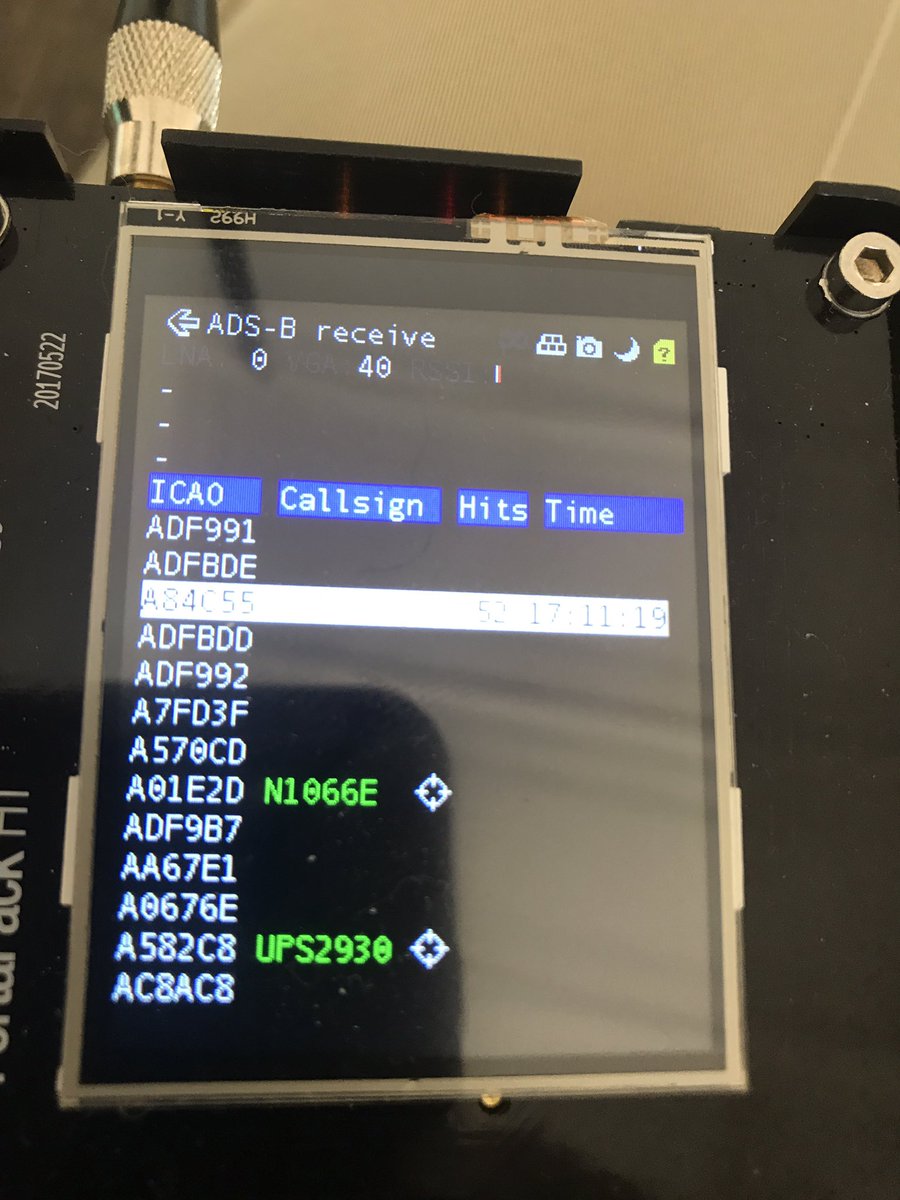 Y-1 H992
20170522
ADS-B receive
LNA 0 VGA 40 RSSI
-
-
-
ICAO Callsign Hits Time
ADF991
ADFBDE
A84C55 52 17:11:19
ADFBDD
ADF992
A7FD3F
A570CD
A01E2D N1066E
ADF9B7
AA67E1
A0676E
A582C8 UPS2930
AC8AC8
H1